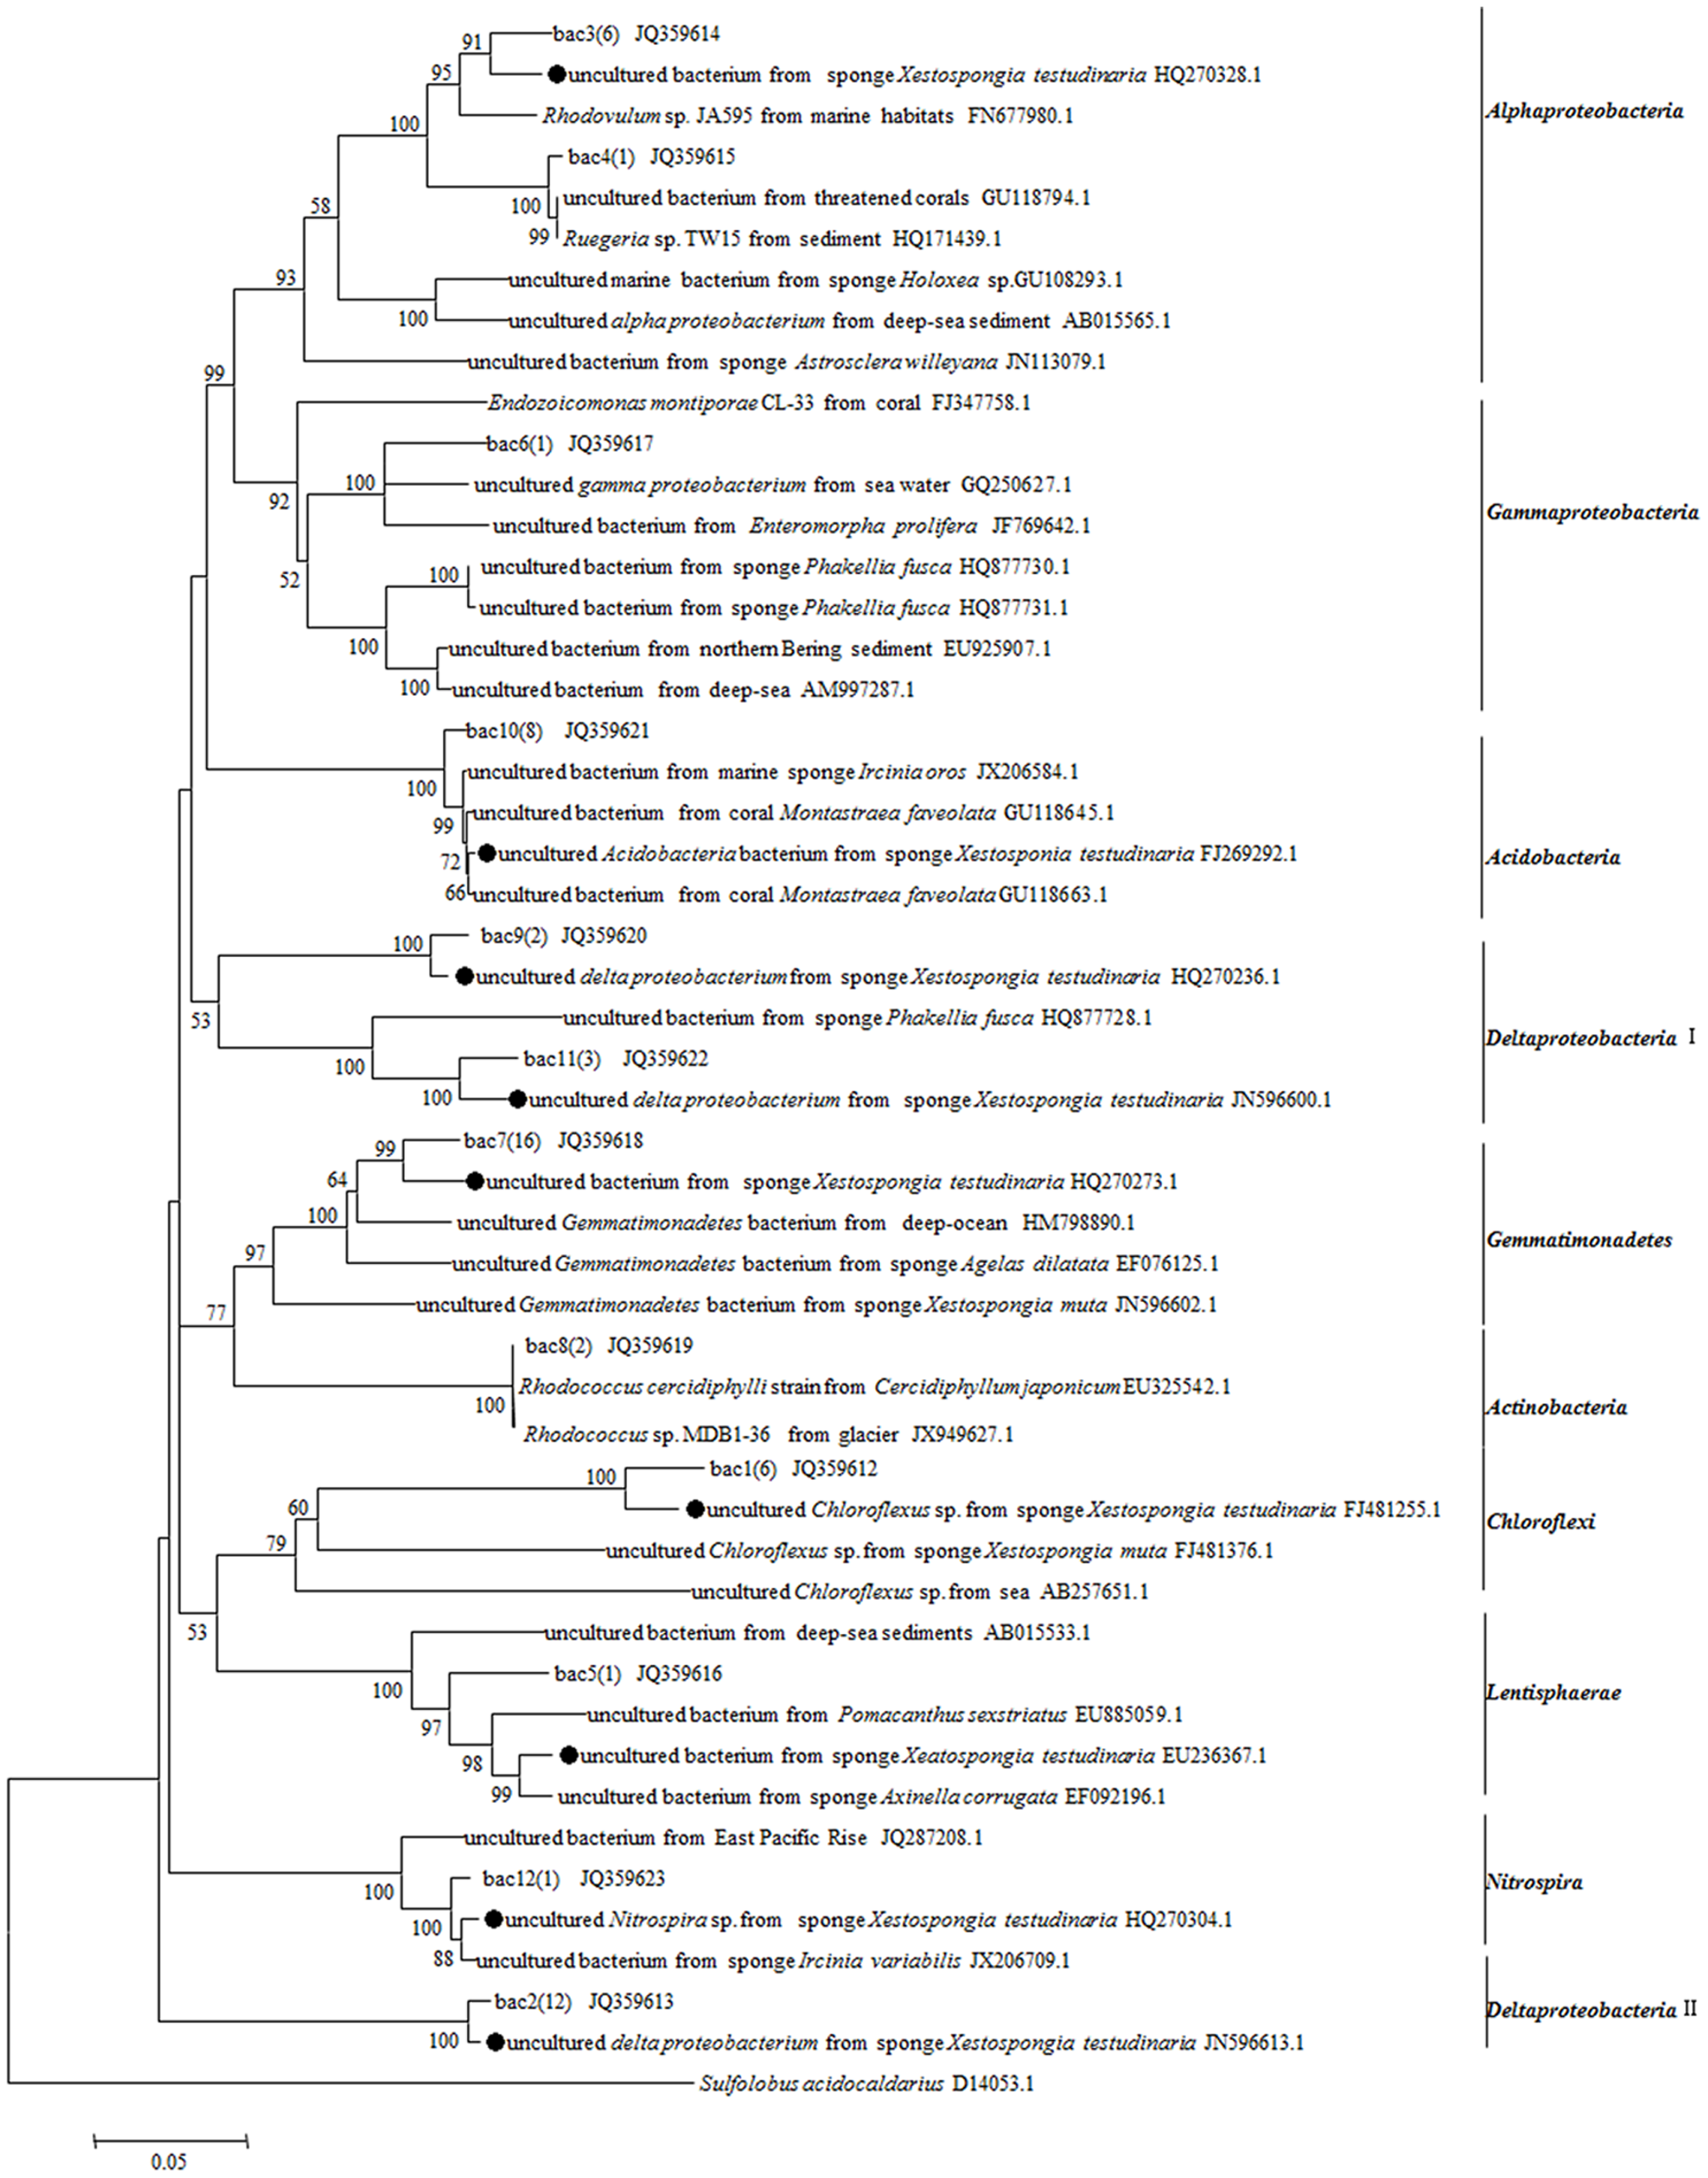 91
bac3(6) JQ359614
uncultured bacterium from sponge Xestospongia testudinaria HQ270328.1
95
Rhodovulum sp. JA595 from marine habitats FN677980.1
Alphaproteobacteria
100
bac4(1) JQ359615
uncultured bacterium from threatened corals GU118794.1
100
58
99
Ruegeria sp. TW15 from sediment HQ171439.1
93
uncultured marine bacterium from sponge Holoxea sp.GU108293.1
100
uncultured alpha proteobacterium from deep-sea sediment AB015565.1
uncultured bacterium from sponge Astrosclera willeyana JN113079.1
99
Endozoicomonas montiporae CL-33 from coral FJ347758.1
bac6(1) JQ359617
100
uncultured gamma proteobacterium from sea water GQ250627.1
92
Gammaproteobacteria
uncultured bacterium from Enteromorpha prolifera JF769642.1
52
100
uncultured bacterium from sponge Phakellia fusca HQ877730.1
uncultured bacterium from sponge Phakellia fusca HQ877731.1
100
uncultured bacterium from northern Bering sediment EU925907.1
100
uncultured bacterium from deep-sea AM997287.1
bac10(8) JQ359621
uncultured bacterium from marine sponge Ircinia oros JX206584.1
100
uncultured bacterium from coral Montastraea faveolata GU118645.1
99
72
uncultured Acidobacteria bacterium from sponge Xestosponia testudinaria FJ269292.1
Acidobacteria
66
uncultured bacterium from coral Montastraea faveolata GU118663.1
100
bac9(2) JQ359620
uncultured delta proteobacterium from sponge Xestospongia testudinaria HQ270236.1
53
uncultured bacterium from sponge Phakellia fusca HQ877728.1
Deltaproteobacteria I
100
bac11(3) JQ359622
100
uncultured delta proteobacterium from sponge Xestospongia testudinaria JN596600.1
99
bac7(16) JQ359618
64
uncultured bacterium from sponge Xestospongia testudinaria HQ270273.1
100
uncultured Gemmatimonadetes bacterium from deep-ocean HM798890.1
Gemmatimonadetes
97
uncultured Gemmatimonadetes bacterium from sponge Agelas dilatata EF076125.1
77
uncultured Gemmatimonadetes bacterium from sponge Xestospongia muta JN596602.1
bac8(2) JQ359619
Rhodococcus cercidiphylli strain from Cercidiphyllum japonicum EU325542.1
100
Actinobacteria
Rhodococcus sp. MDB1-36 from glacier JX949627.1
100
bac1(6) JQ359612
60
uncultured Chloroflexus sp. from sponge Xestospongia testudinaria FJ481255.1
Chloroflexi
79
uncultured Chloroflexus sp. from sponge Xestospongia muta FJ481376.1
uncultured Chloroflexus sp. from sea AB257651.1
53
uncultured bacterium from deep-sea sediments AB015533.1
bac5(1) JQ359616
100
Lentisphaerae
97
uncultured bacterium from Pomacanthus sexstriatus EU885059.1
98
uncultured bacterium from sponge Xeatospongia testudinaria EU236367.1
99
uncultured bacterium from sponge Axinella corrugata EF092196.1
uncultured bacterium from East Pacific Rise JQ287208.1
100
bac12(1) JQ359623
Nitrospira
100
uncultured Nitrospira sp. from sponge Xestospongia testudinaria HQ270304.1
88
uncultured bacterium from sponge Ircinia variabilis JX206709.1
bac2(12) JQ359613
Deltaproteobacteria II
100
uncultured delta proteobacterium from sponge Xestospongia testudinaria JN596613.1
Sulfolobus acidocaldarius D14053.1
0.05